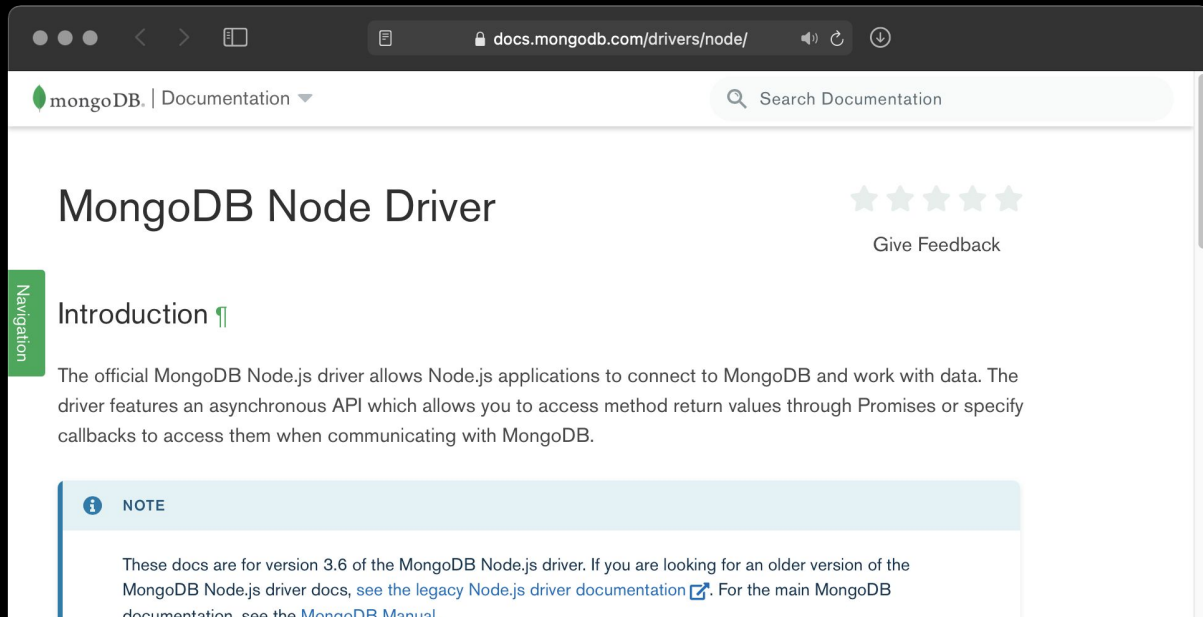 docs.mongodb.com/drivers/node/
mongoDB. | Documentation
Search Documentation
MongoDB Node Driver
Give Feedback
Navigation
Introduction ¶
The official MongoDB Node.js driver allows Node.js applications to connect to MongoDB and work with data. The
driver features an asynchronous API which allows you to access method return values through Promises or specify
callbacks to access them when communicating with MongoDB.
NOTE
These docs are for version 3.6 of the MongoDB Node.js driver. If you are looking for an older version of the
MongoDB Node.js driver docs, see the legacy Node.js driver documentation. For the main MongoDB
documentation, see the MongoDB Manual